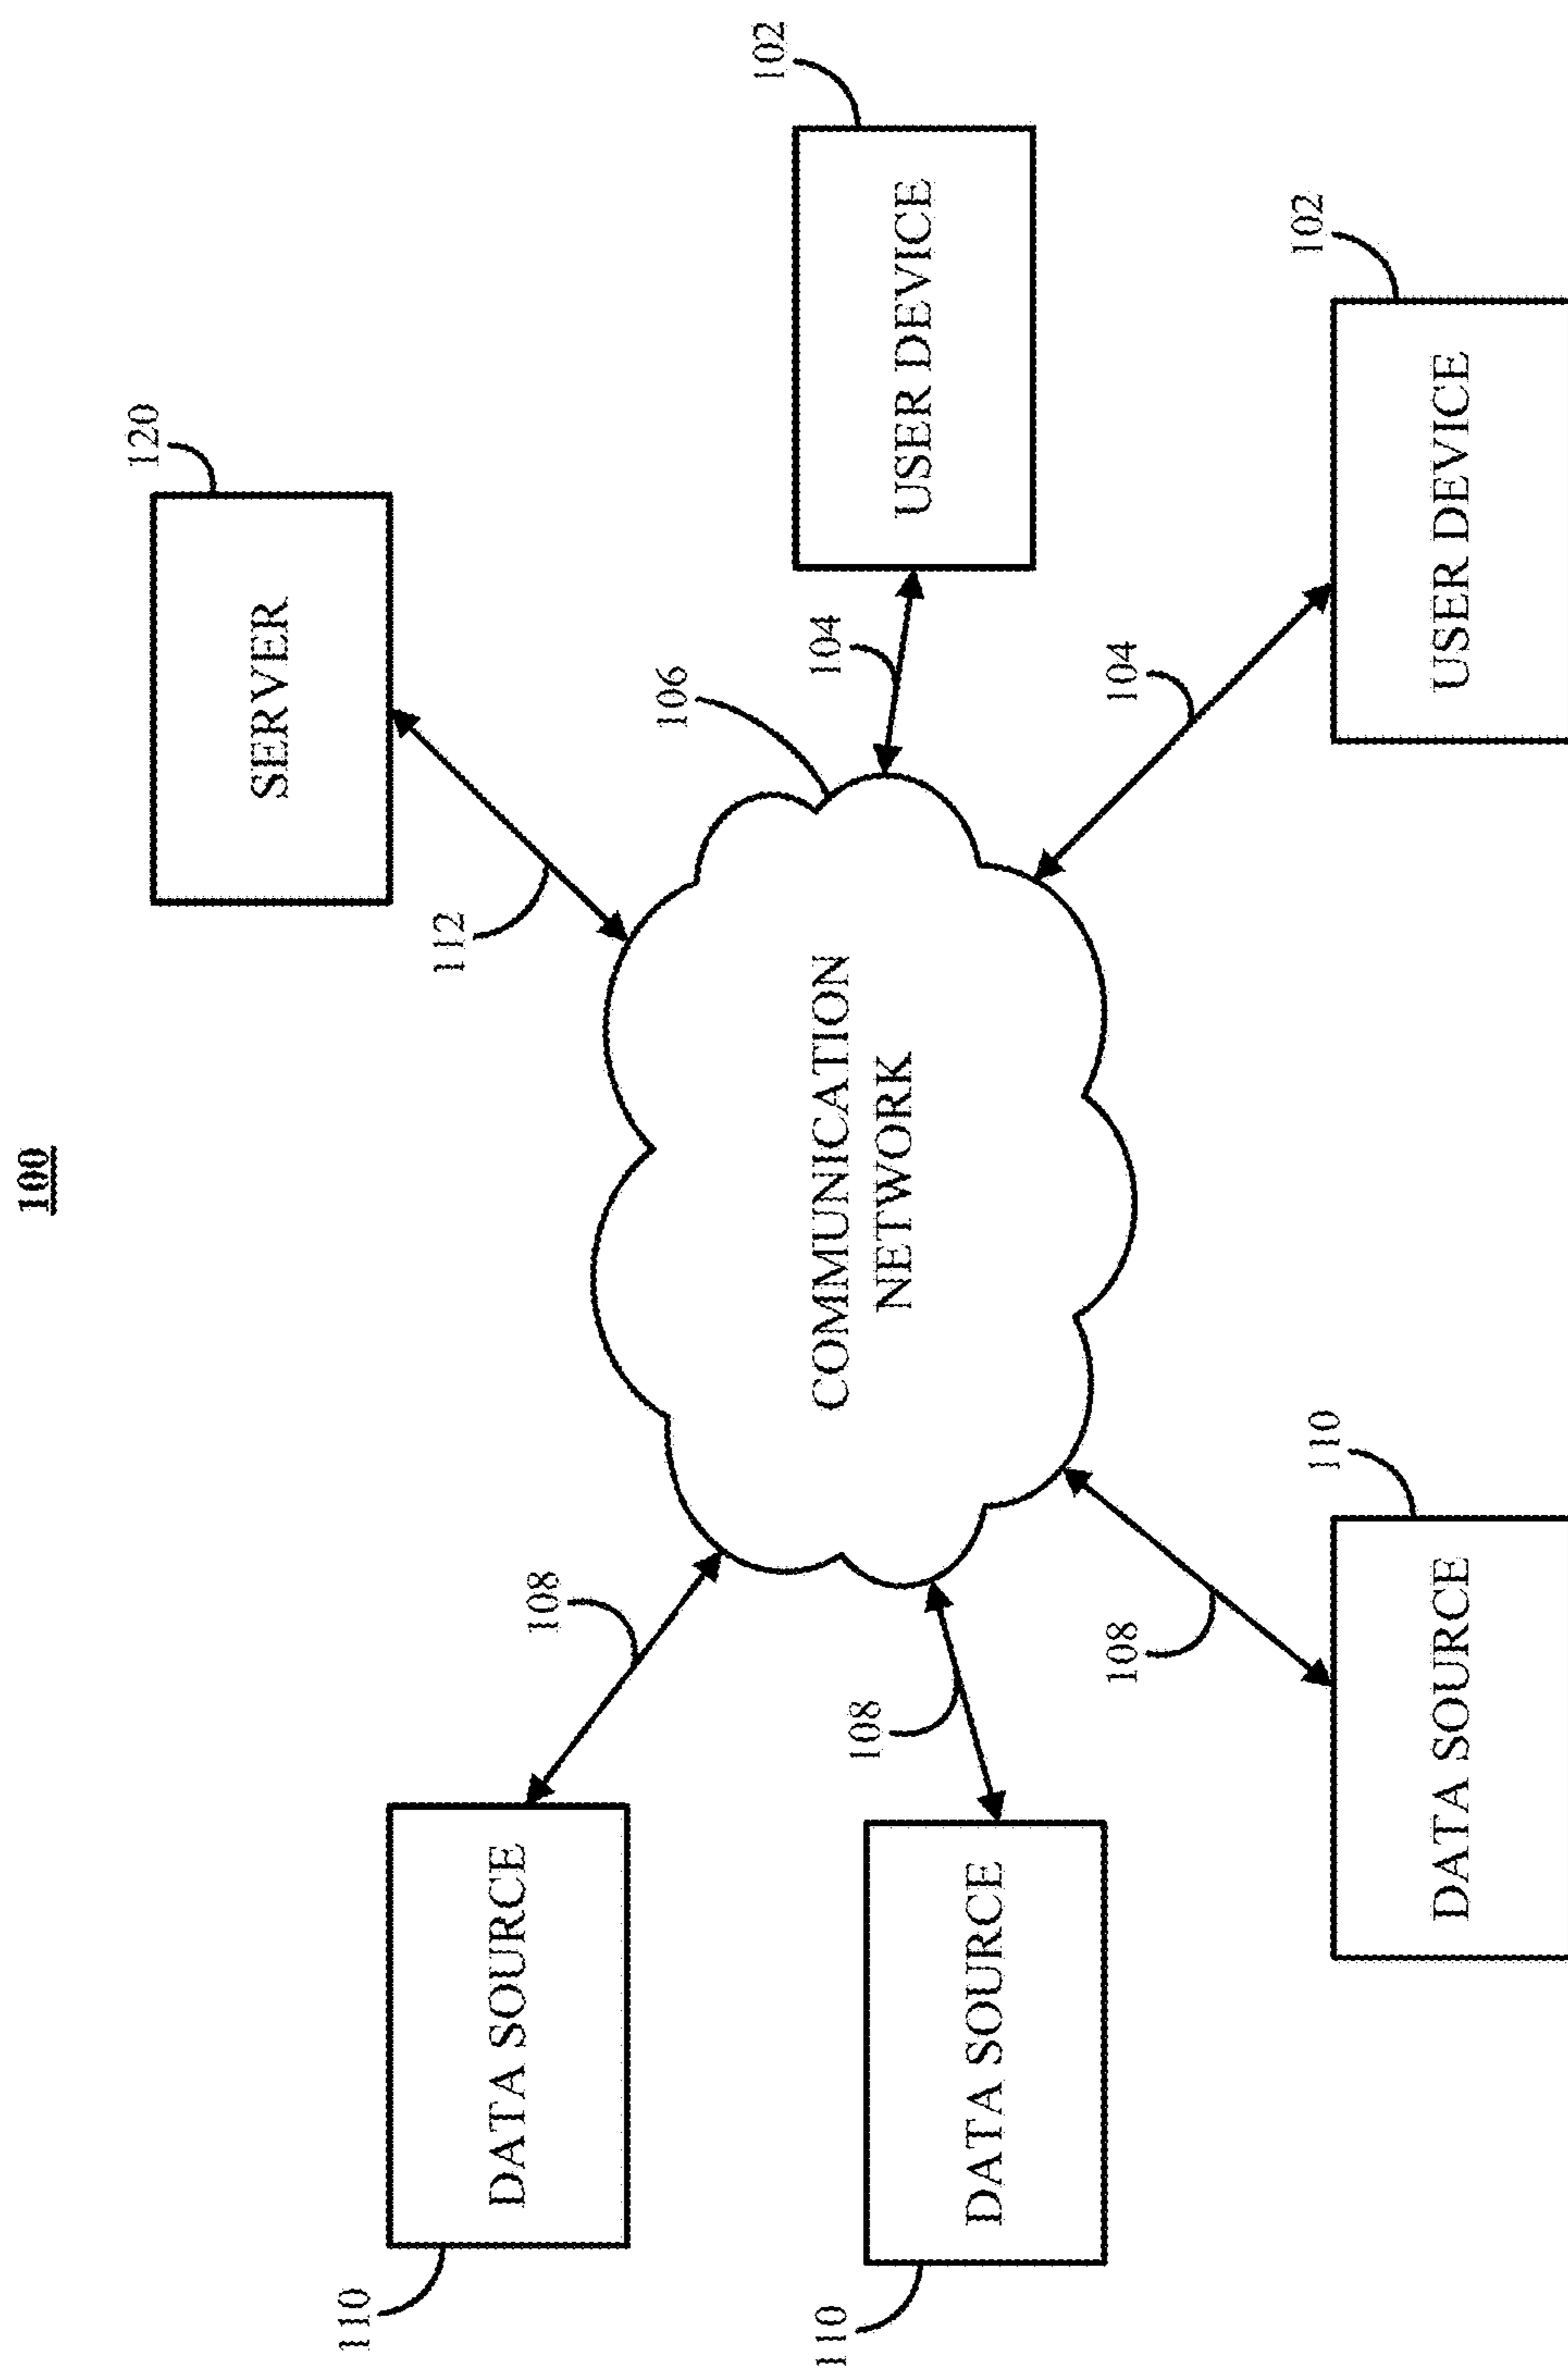 100
120
SERVER
112
106
102
USER DEVICE
104
102
USER DEVICE
104
COMMUNICATION
NETWORK
108
DATA SOURCE
110
108
DATA SOURCE
110
108
110
DATA SOURCE